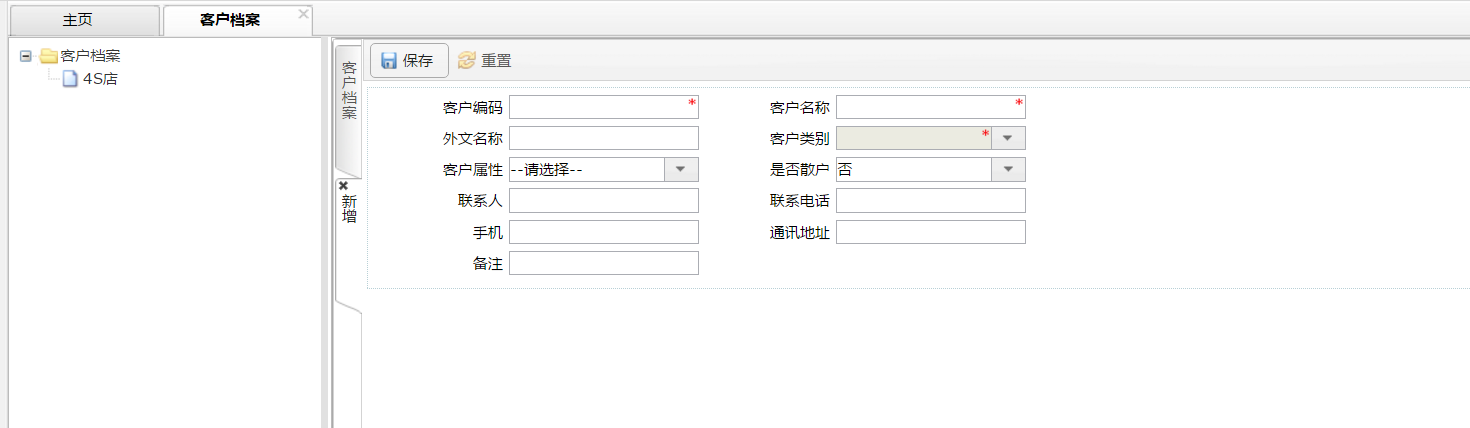 主页
客户档案
客户档案
4S店
客户档案
新增
保存 重置
客户编码 * 客户名称 *
外文名称 客户类别 *
客户属性 --请选择-- 是否散户 否
联系人 联系电话
手机 通讯地址
备注